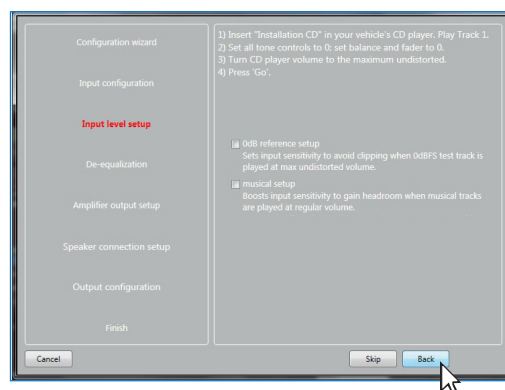 Configuration wizard
Input configuration
Input level setup
De-equalization
Amplifier output setup
Speaker connection setup
Output configuration
Finish
1) Insert "Installation CD" in your vehicle's CD player. Play Track 1.
2) Set all tone controls to 0; set balance and fader to 0.
3) Turn CD player volume to the maximum undistorted.
4) Press 'Go'.
0dB reference setup
Sets input sensitivity to avoid clipping when 0dBFS test track is
played at max undistorted volume.
musical setup
Boosts input sensitivity to gain headroom when musical tracks
are played at regular volume.
Cancel
Skip
Back